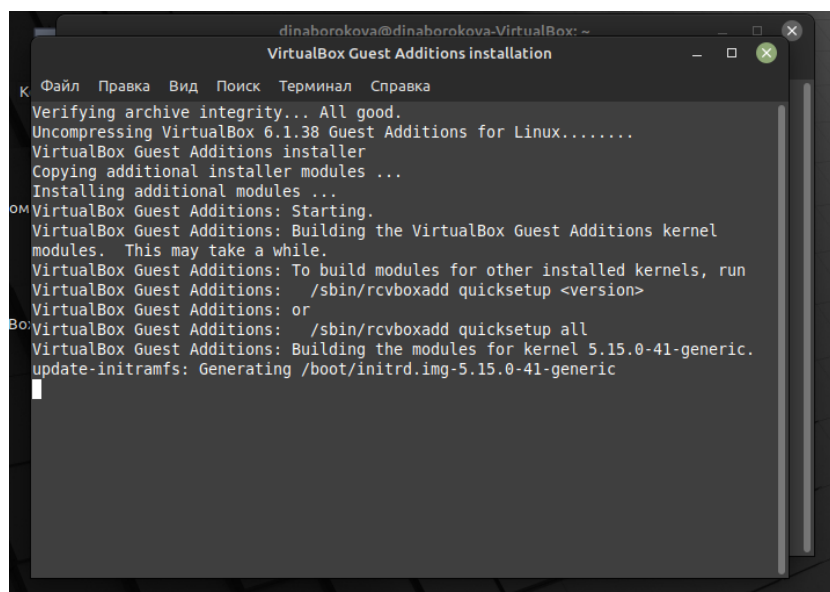 dinaborokova@dinaborokova-VirtualBox: ~
VirtualBox Guest Additions installation
Файл Правка Вид Поиск Терминал Справка
Verifying archive integrity... All good.
Uncompressing VirtualBox 6.1.38 Guest Additions for Linux........
VirtualBox Guest Additions installer
Copying additional installer modules ...
Installing additional modules ...
VirtualBox Guest Additions: Starting.
VirtualBox Guest Additions: Building the VirtualBox Guest Additions kernel
modules.  This may take a while.
VirtualBox Guest Additions: To build modules for other installed kernels, run
VirtualBox Guest Additions:   /sbin/rcvboxadd quicksetup <version>
VirtualBox Guest Additions: or
VirtualBox Guest Additions:   /sbin/rcvboxadd quicksetup all
VirtualBox Guest Additions: Building the modules for kernel 5.15.0-41-generic.
update-initramfs: Generating /boot/initrd.img-5.15.0-41-generic